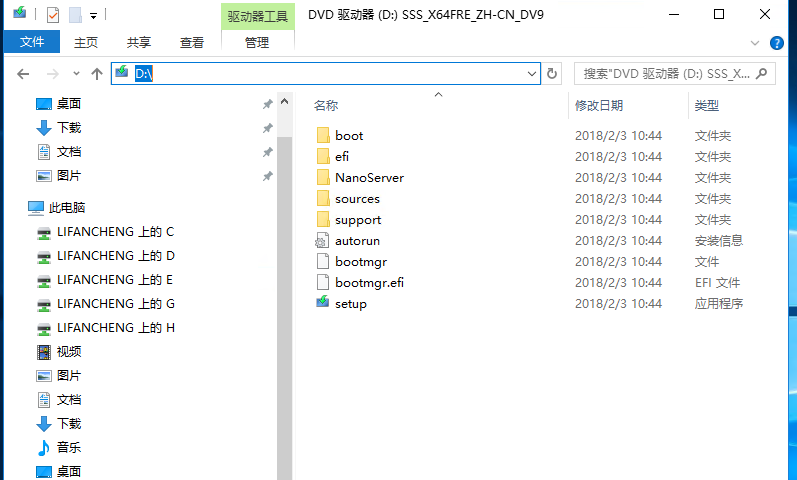 驱动器工具 DVD 驱动器 (D:) SSS_X64FRE_ZH-CN_DV9
文件 主页 共享 查看 管理
D:\ 搜索"DVD 驱动器 (D:) SSS_X...
名称 修改日期 类型
桌面
下载
文档
图片
此电脑
LIFANCHENG 上的 C
LIFANCHENG 上的 D
LIFANCHENG 上的 E
LIFANCHENG 上的 G
LIFANCHENG 上的 H
视频
图片
文档
下载
音乐
桌面
boot 2018/2/3 10:44 文件夹
efi 2018/2/3 10:44 文件夹
NanoServer 2018/2/3 10:44 文件夹
sources 2018/2/3 10:44 文件夹
support 2018/2/3 10:44 文件夹
autorun 2018/2/3 10:44 安装信息
bootmgr 2018/2/3 10:44 文件
bootmgr.efi 2018/2/3 10:44 EFI 文件
setup 2018/2/3 10:44 应用程序